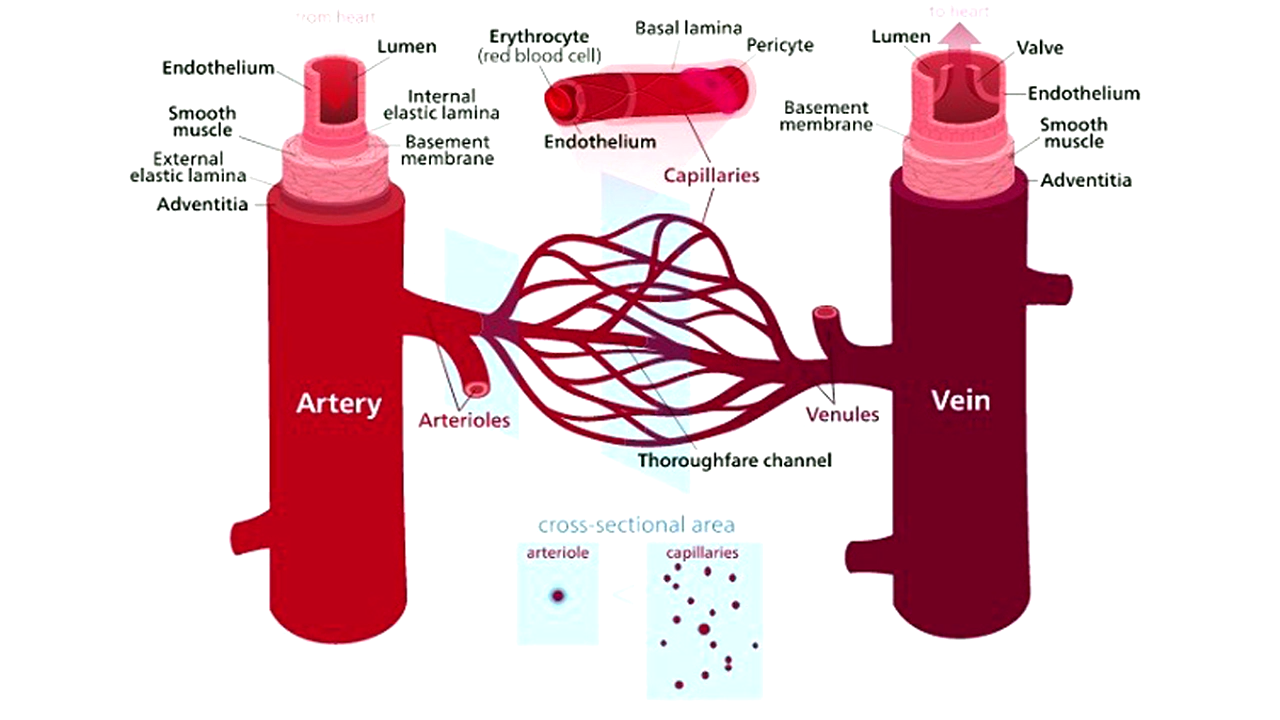 from heart
Lumen
Endothelium
Smooth
muscle
Internal
elastic lamina
External
elastic lamina
Basement
membrane
Adventitia
Erythrocyte
(red blood cell)
Basal lamina
Pericyte
Endothelium
Capillaries
to heart
Lumen
Valve
Endothelium
Basement
membrane
Smooth
muscle
Adventitia
Artery
Arterioles
Thoroughfare channel
Venules
Vein
cross-sectional area
arteriole
capillaries